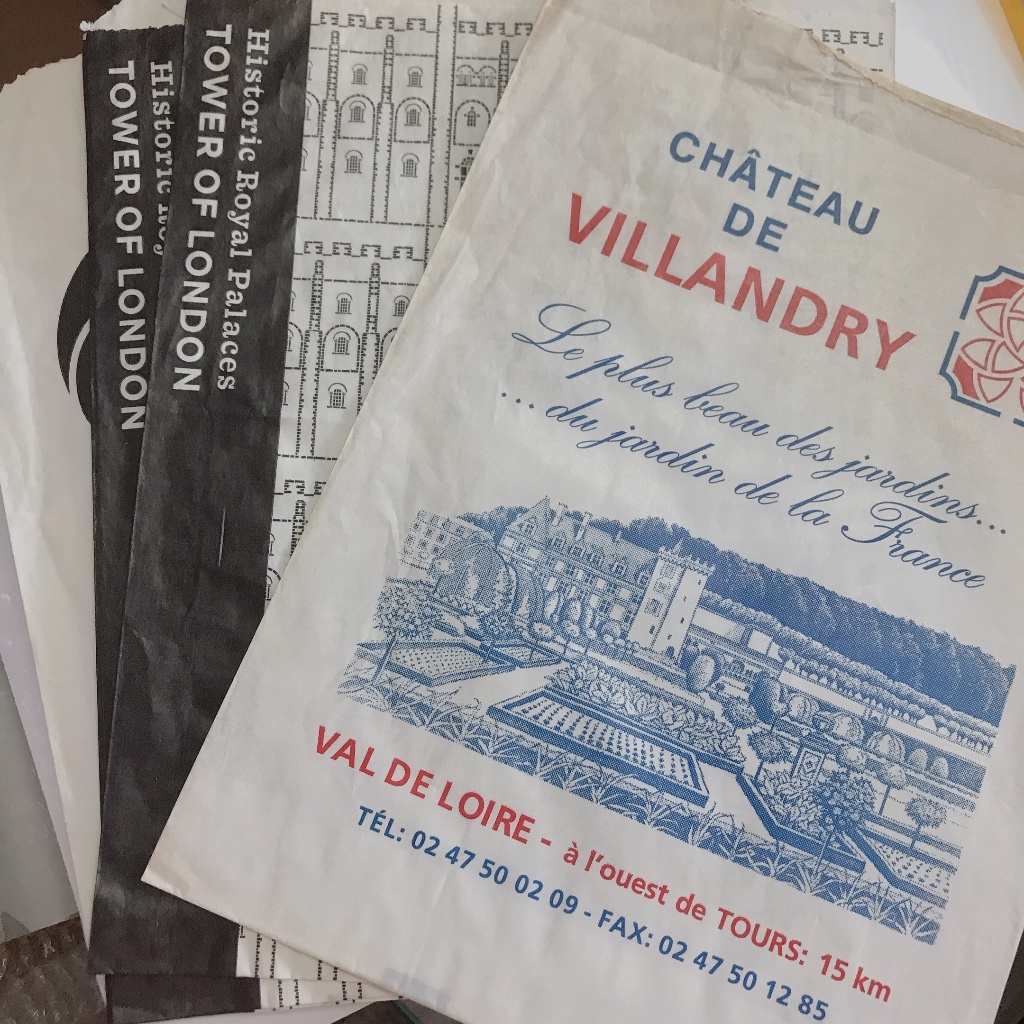 Historic Royal Palaces
TOWER OF LONDON
Historic
TOWER OF LONDON
CHÂTEAU
DE
VILLANDRY
Le plus beau des jardins...
...du jardin de la France
VAL DE LOIRE - à l'ouest de TOURS: 15 km
TÉL: 02 47 50 02 09 - FAX: 02 47 50 12 85